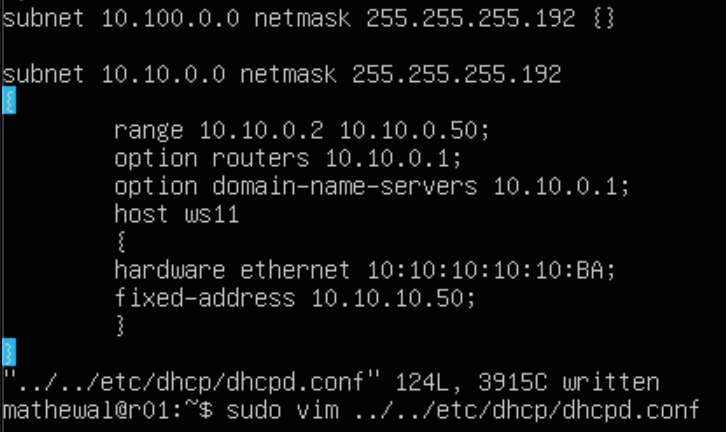 subnet 10.100.0.0 netmask 255.255.255.192 {}
subnet 10.10.0.0 netmask 255.255.255.192
{
range 10.10.0.2 10.10.0.50;
option routers 10.10.0.1;
option domain-name-servers 10.10.0.1;
host ws11
{
hardware ethernet 10:10:10:10:10:BA;
fixed-address 10.10.10.50;
}
}
"../../etc/dhcp/dhcpd.conf" 124L, 3915C written
mathewal@r01:~$ sudo vim ../../etc/dhcp/dhcpd.conf